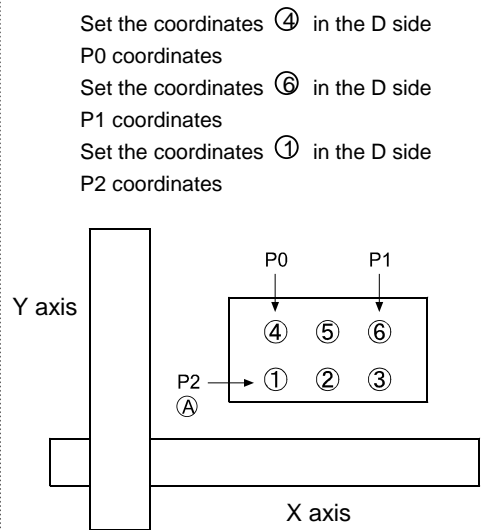 Set the coordinates ④ in the D side
P0 coordinates
Set the coordinates ⑥ in the D side
P1 coordinates
Set the coordinates ① in the D side
P2 coordinates
P0 P1
Y axis
④ ⑤ ⑥
P2 ① ② ③
Ⓐ
X axis